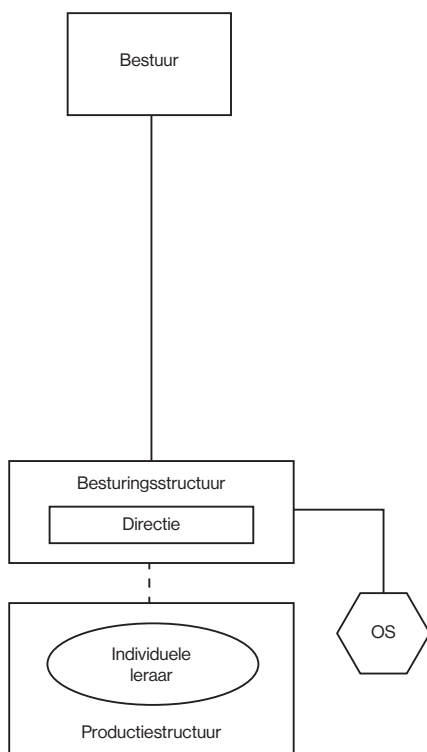 Bestuur
Besturingsstructuur
Directie
OS
Individuele
leraar
Productiestructuur